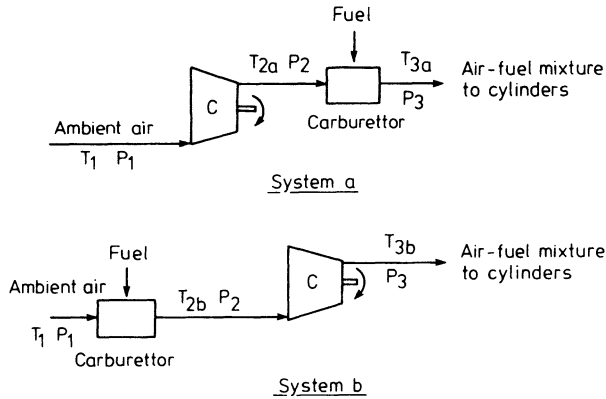 Fuel
T2a P2
T3a
Air-fuel mixture
to cylinders
C
P3
Carburettor
Ambient air
T1 P1
System a
Fuel
T3b
Air-fuel mixture
to cylinders
Ambient air
C
P3
T2b P2
T1 P1
Carburettor
System b